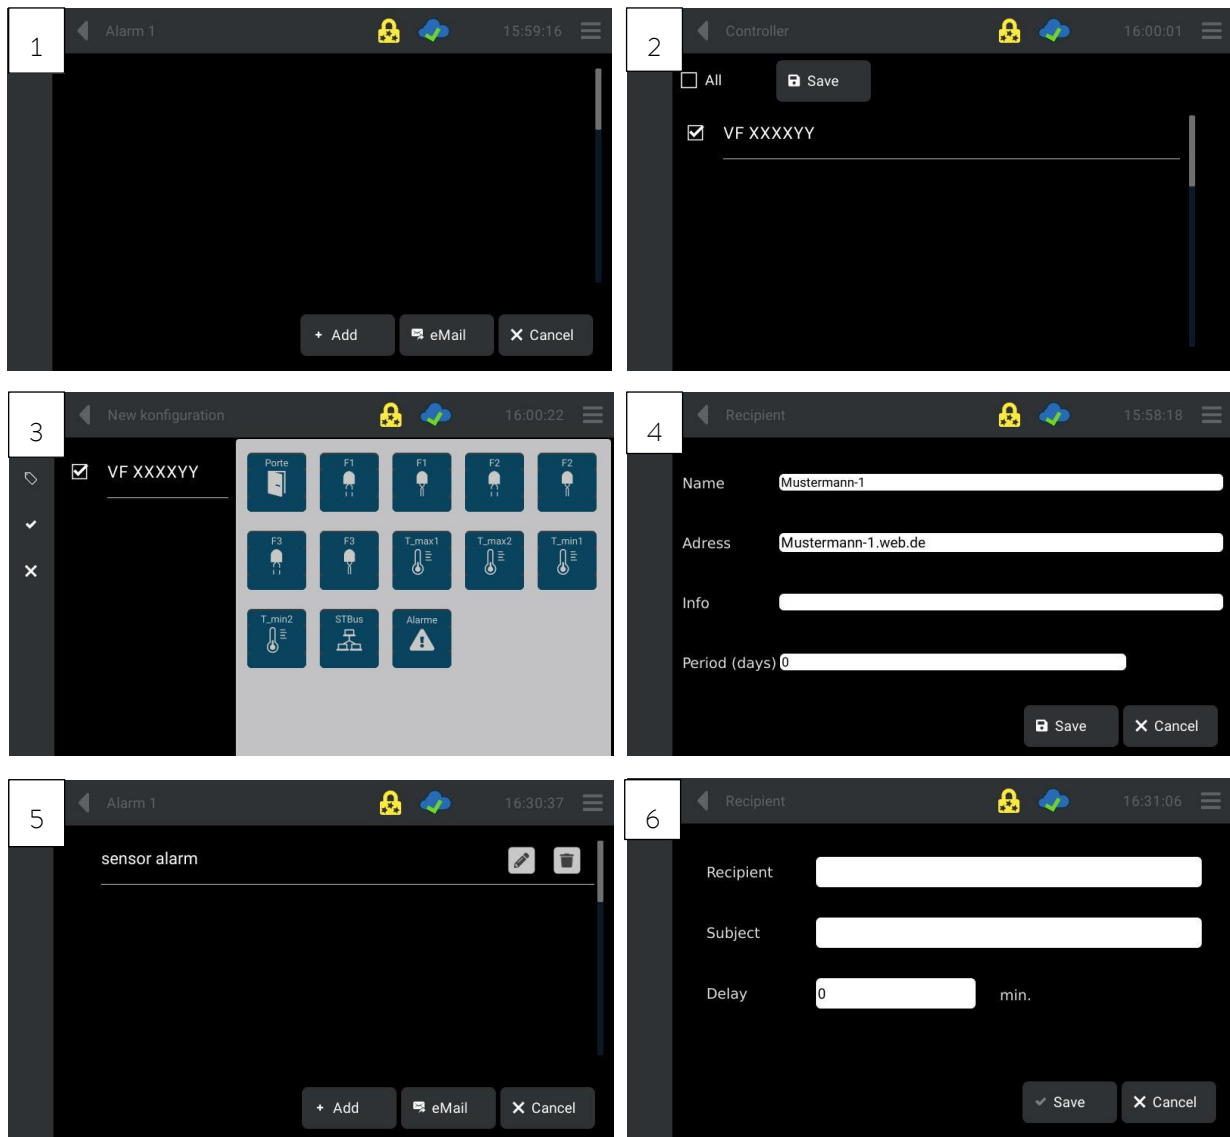 1
Alarm 1
15:59:16
+ Add
eMail
Cancel
2
Controller
16:00:01
All
Save
VF XXXXYY
3
New konfiguration
16:00:22
VF XXXXYY
Porte
F1
F1
F2
F2
F3
F3
T_max1
T_max2
T_min1
T_min2
STBus
Alarme
4
Recipient
15:58:18
Name
Mustermann-1
Adress
Mustermann-1.web.de
Info
Period (days)
0
Save
Cancel
5
Alarm 1
16:30:37
sensor alarm
+ Add
eMail
Cancel
6
Recipient
16:31:06
Recipient
Subject
Delay
0
min.
Save
Cancel